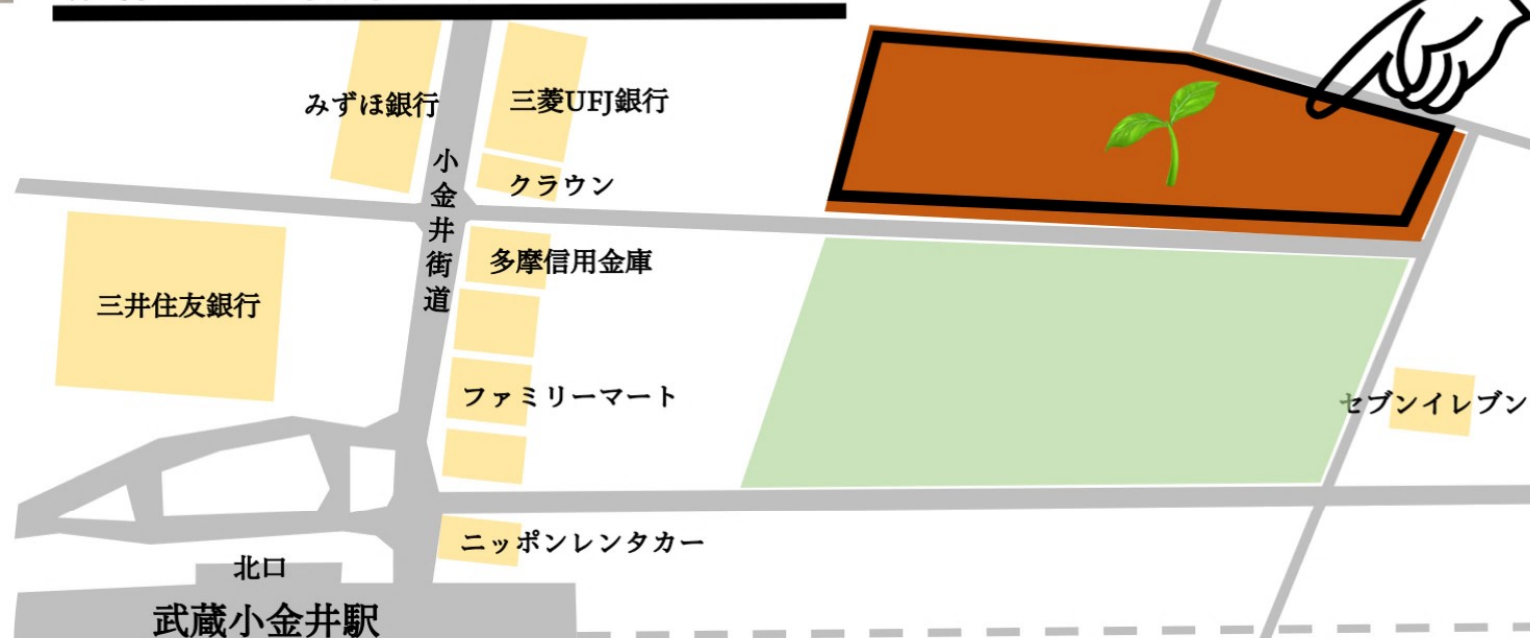 みずほ銀行
三菱UFJ銀行
クラウン
小金井街道
多摩信用金庫
三井住友銀行
ファミリーマート
セブンイレブン
ニッポンレンタカー
北口
武蔵小金井駅